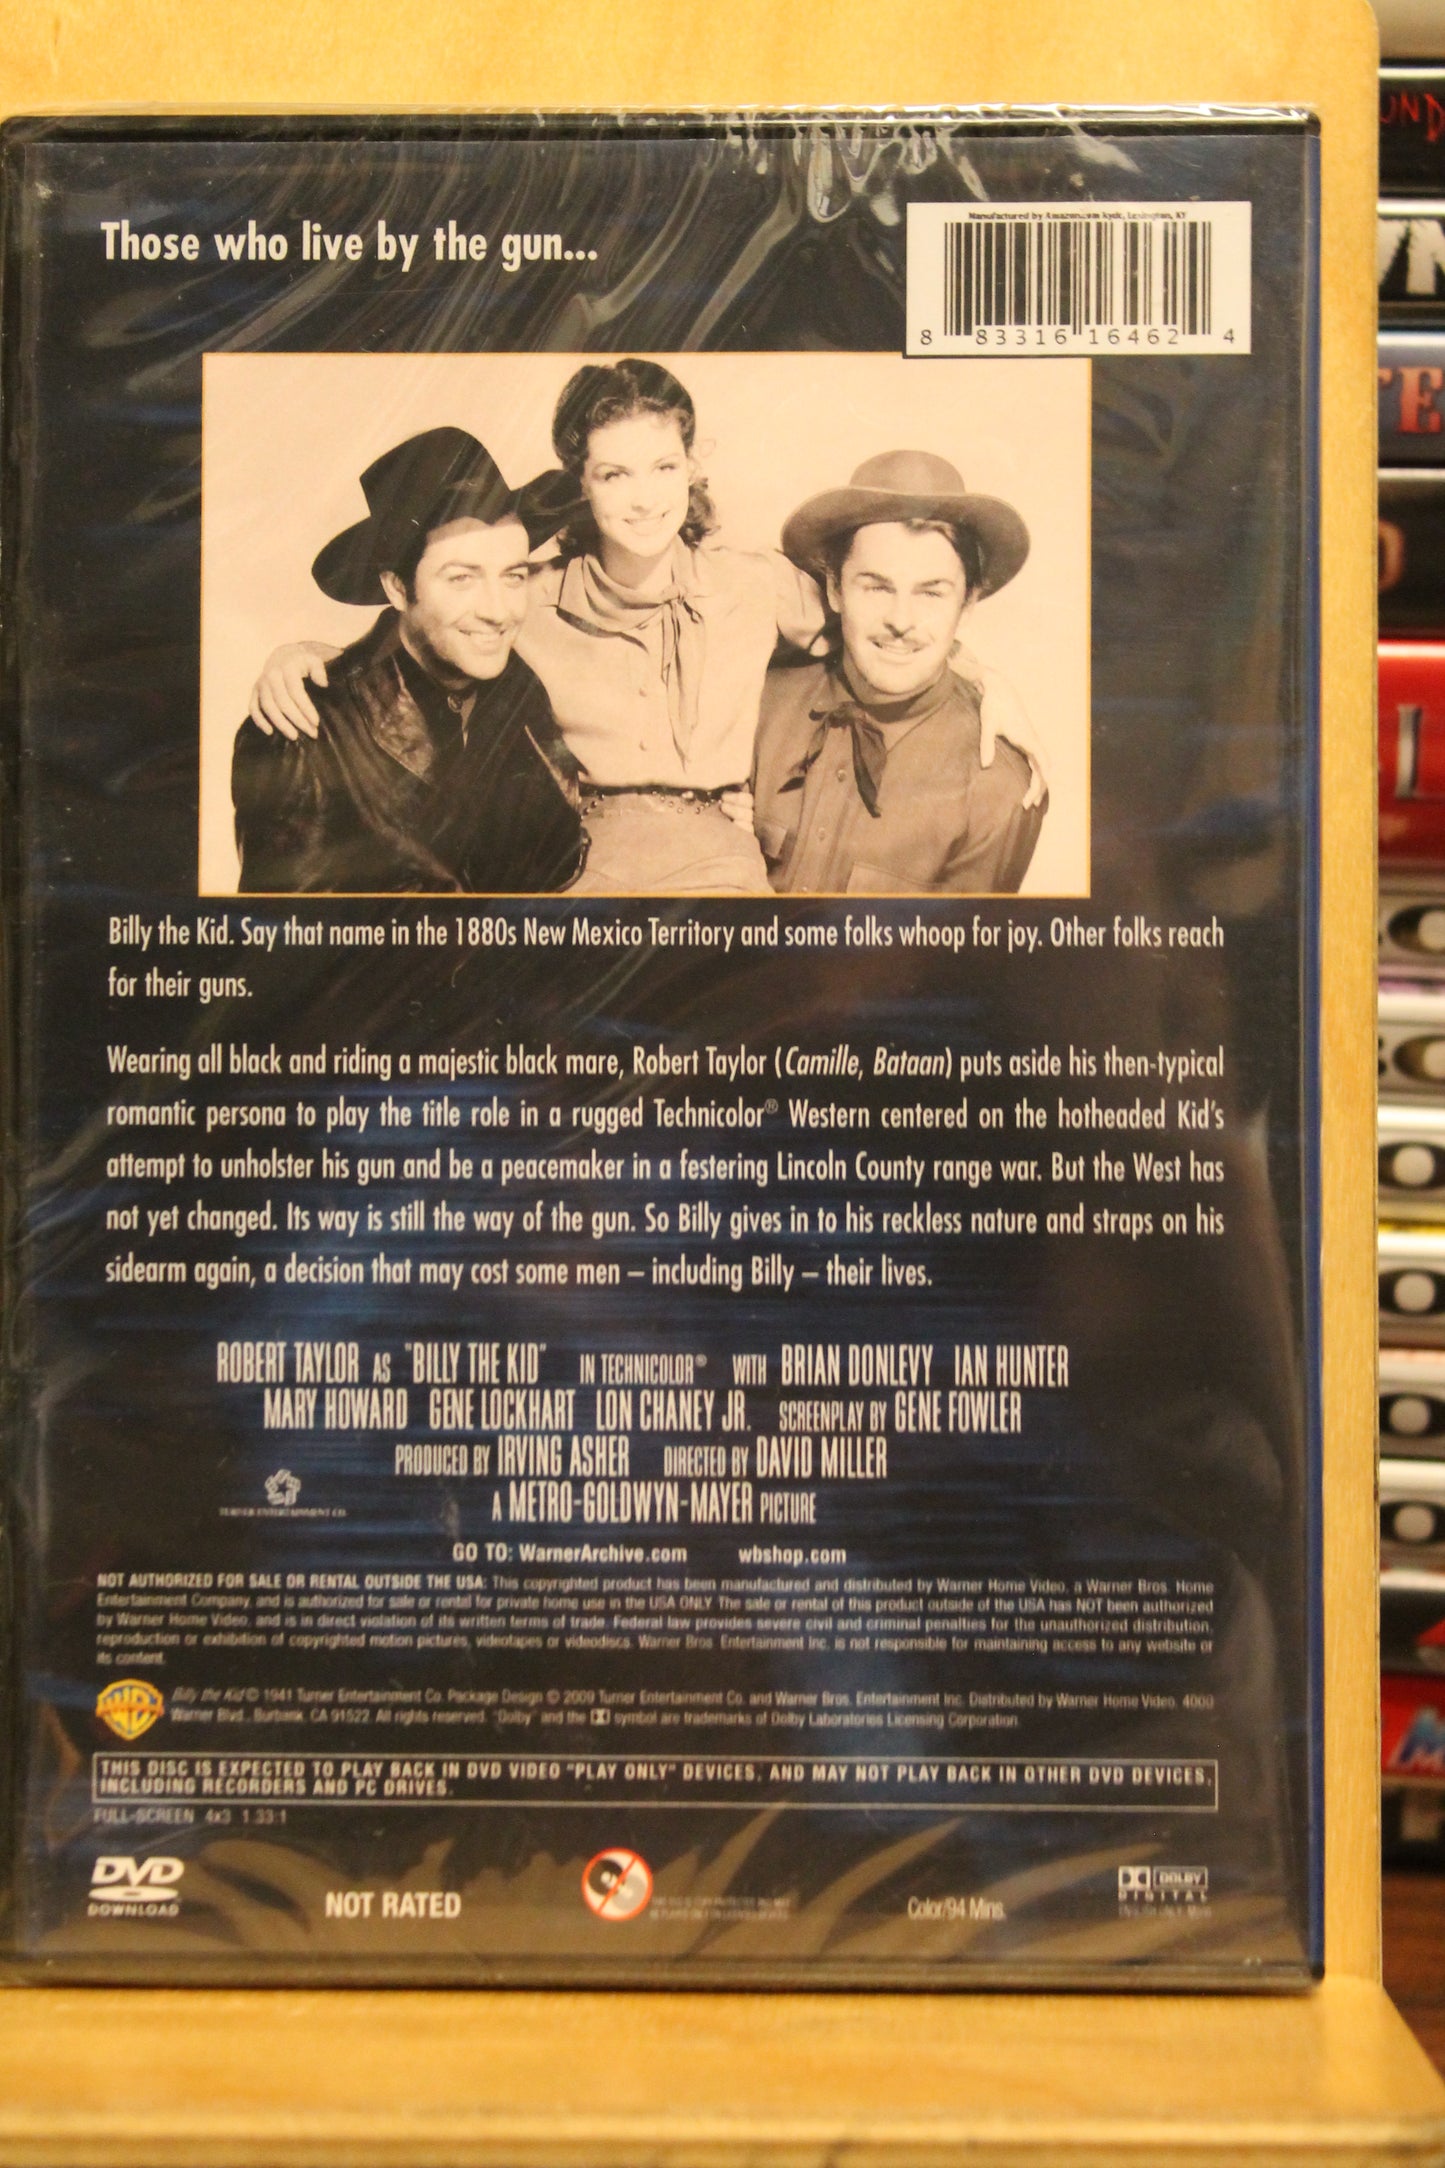 Those who live by the gun...
Manufactured by Amazon.com kydc, Lexington, KY
8 83316 16462 4
Billy the Kid. Say that name in the 1880s New Mexico Territory and some folks whoop for joy. Other folks reach
for their guns.
Wearing all black and riding a majestic black mare, Robert Taylor (Camille, Bataan) puts aside his then-typical
romantic persona to play the title role in a rugged Technicolor® Western centered on the hotheaded Kid's
attempt to unholster his gun and be a peacemaker in a festering Lincoln County range war. But the West has
not yet changed. Its way is still the way of the gun. So Billy gives in to his reckless nature and straps on his
sidearm again, a decision that may cost some men – including Billy – their lives.
ROBERT TAYLOR AS "BILLY THE KID" IN TECHNICOLOR® WITH BRIAN DONLEVY IAN HUNTER
MARY HOWARD GENE LOCKHART LON CHANEY JR. SCREENPLAY BY GENE FOWLER
PRODUCED BY IRVING ASHER DIRECTED BY DAVID MILLER
A METRO-GOLDWYN-MAYER PICTURE
TURNER ENTERTAINMENT CO.
GO TO: WarnerArchive.com wbshop.com
NOT AUTHORIZED FOR SALE OR RENTAL OUTSIDE THE USA: This copyrighted product has been manufactured and distributed by Warner Home Video, a Warner Bros. Home
Entertainment Company, and is authorized for sale or rental for private home use in the USA ONLY. The sale or rental of this product outside of the USA has NOT been authorized
by Warner Home Video, and is in direct violation of its written terms of trade. Federal law provides severe civil and criminal penalties for the unauthorized distribution,
reproduction or exhibition of copyrighted motion pictures, videotapes or videodiscs. Warner Bros. Entertainment Inc. is not responsible for maintaining access to any website or
its content.
Billy the Kid © 1941 Turner Entertainment Co. Package Design © 2009 Turner Entertainment Co. and Warner Bros. Entertainment Inc. Distributed by Warner Home Video, 4000
Warner Blvd., Burbank, CA 91522. All rights reserved. "Dolby" and the symbol are trademarks of Dolby Laboratories Licensing Corporation.
THIS DISC IS EXPECTED TO PLAY BACK IN DVD VIDEO "PLAY ONLY" DEVICES, AND MAY NOT PLAY BACK IN OTHER DVD DEVICES,
INCLUDING RECORDERS AND PC DRIVES.
FULL-SCREEN 4x3 1.33:1
DVD
DOWNLOAD
NOT RATED
Color/94 Mins.
DOLBY
DIGITAL